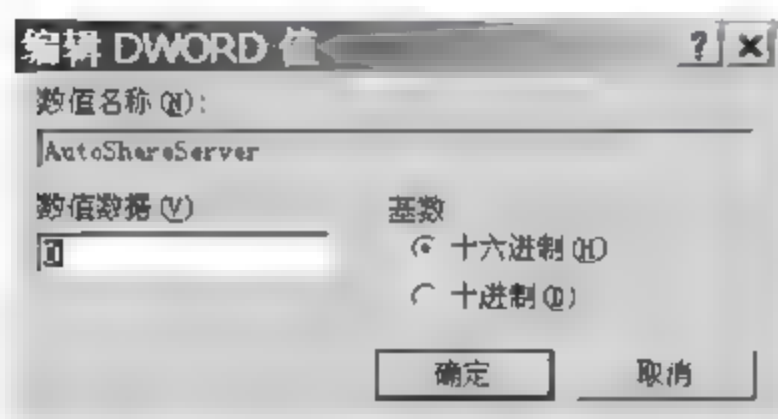 编辑 DWORD 值
数值名称(N):
AutoShareServer
数值数据(V)
基数
0
十六进制(H)
十进制(D)
确定
取消